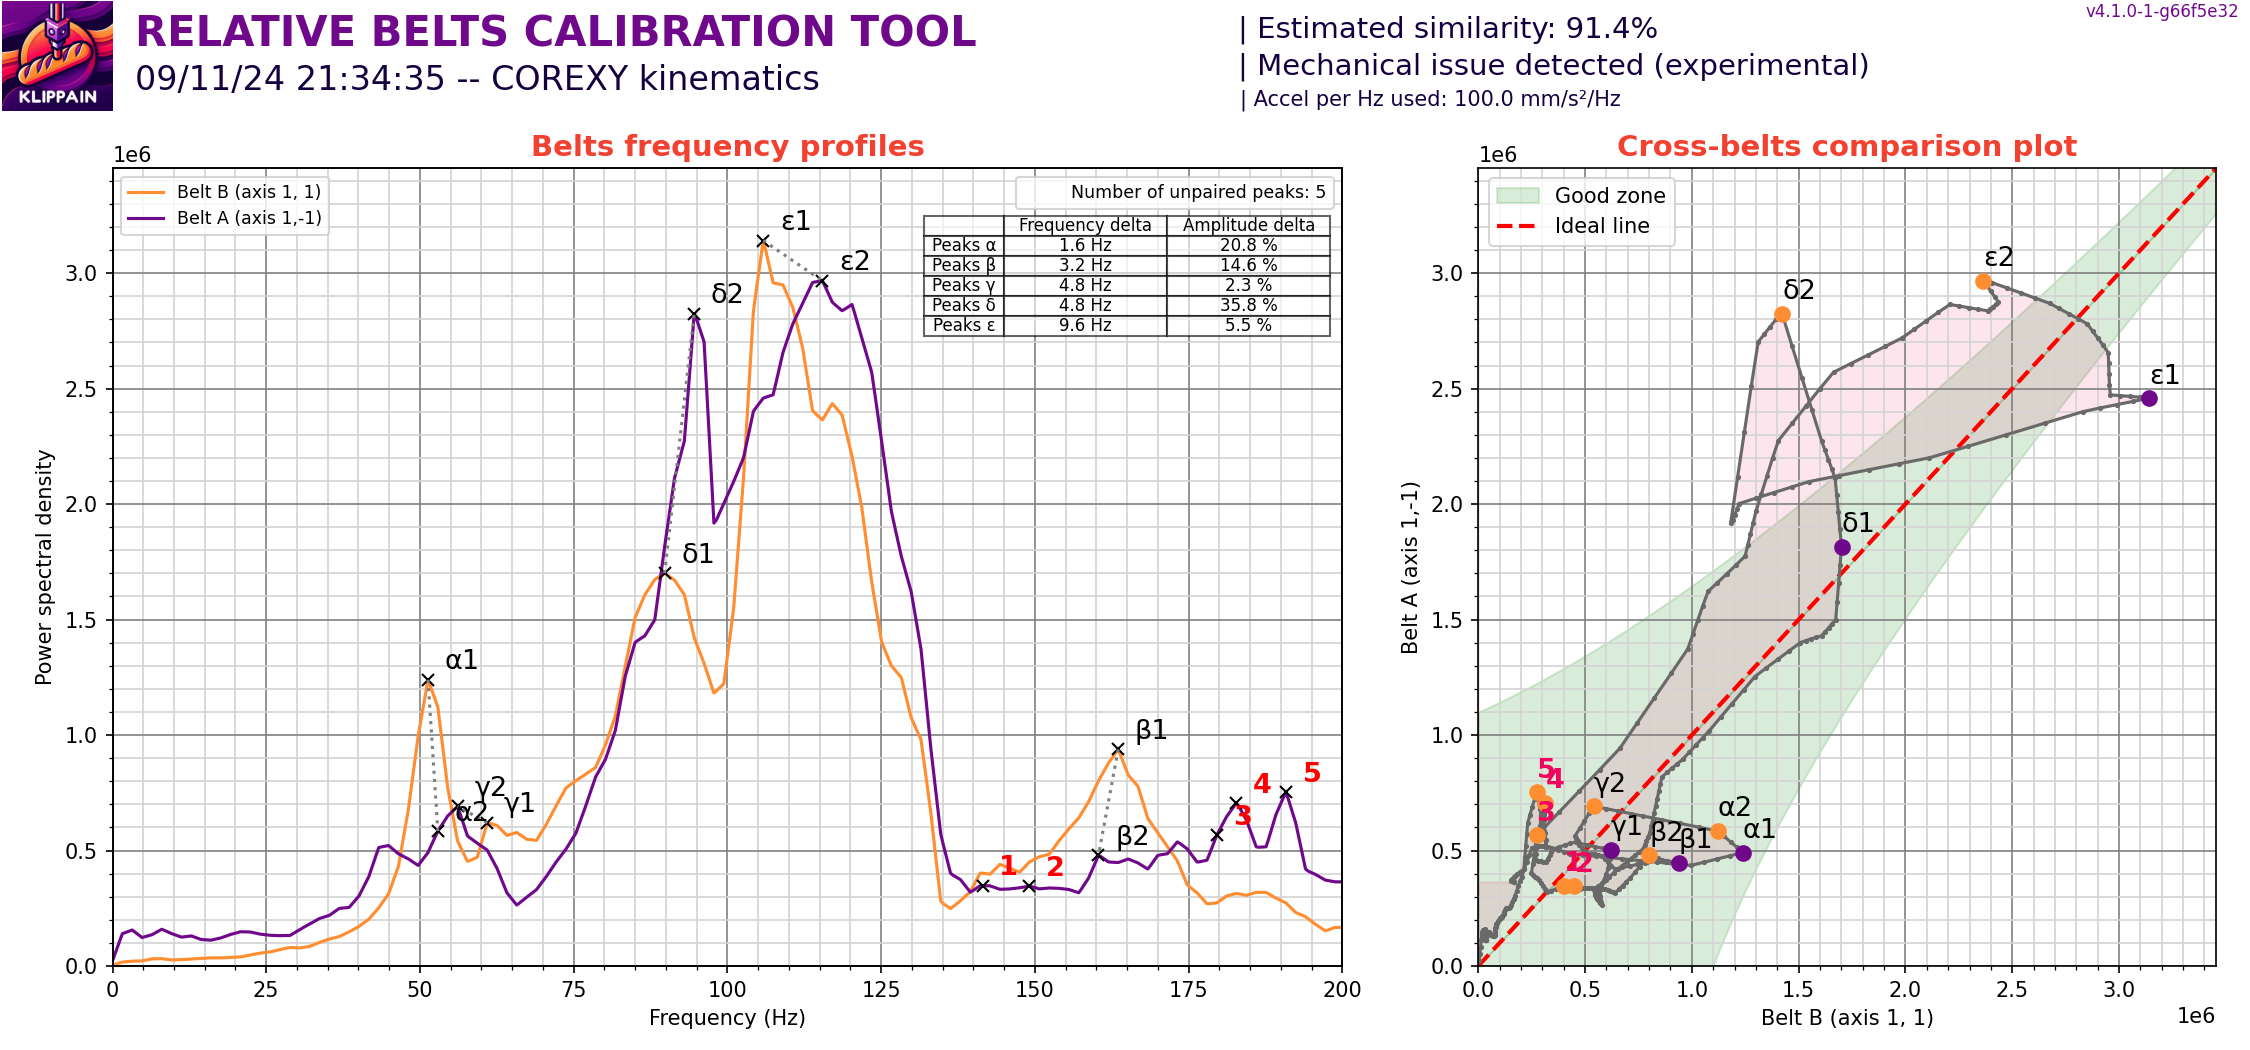 v4.1.0-1-g66f5e32
KLIPPAIN
RELATIVE BELTS CALIBRATION TOOL
09/11/24 21:34:35 -- COREXY kinematics
| Estimated similarity: 91.4%
| Mechanical issue detected (experimental)
| Accel per Hz used: 100.0 mm/s²/Hz
Belts frequency profiles
1e6
Belt B (axis 1, 1)
Belt A (axis 1,-1)
Number of unpaired peaks: 5
Frequency delta Amplitude delta
Peaks α 1.6 Hz 20.8 %
Peaks β 3.2 Hz 14.6 %
Peaks γ 4.8 Hz 2.3 %
Peaks δ 4.8 Hz 35.8 %
Peaks ε 9.6 Hz 5.5 %
ε1
ε2
δ2
δ1
α1
γ2
γ1
α2
β1
β2
1
2
3
4
5
3.0
2.5
2.0
1.5
1.0
0.5
0.0
Power spectral density
0 25 50 75 100 125 150 175 200
Frequency (Hz)
Cross-belts comparison plot
1e6
Good zone
Ideal line
ε2
δ2
ε1
δ1
5
4
3
γ2
γ1
α2
α1
β2
β1
1
2
3.0
2.5
2.0
1.5
1.0
0.5
0.0
Belt A (axis 1,-1)
0.0 0.5 1.0 1.5 2.0 2.5 3.0
Belt B (axis 1, 1)
1e6